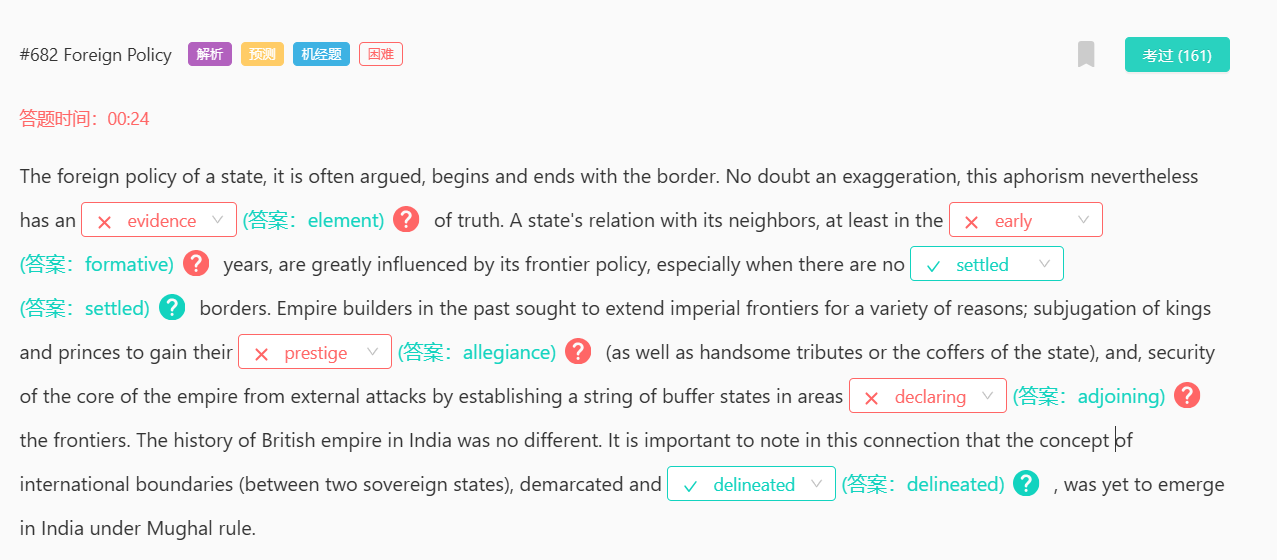 #682 Foreign Policy 解析 预测 机经题 困难 考过 (161)
答题时间：00:24
The foreign policy of a state, it is often argued, begins and ends with the border. No doubt an exaggeration, this aphorism nevertheless
has an evidence (答案：element) ? of truth. A state's relation with its neighbors, at least in the early
(答案：formative) ? years, are greatly influenced by its frontier policy, especially when there are no settled
(答案：settled) ? borders. Empire builders in the past sought to extend imperial frontiers for a variety of reasons; subjugation of kings
and princes to gain their prestige (答案：allegiance) ? (as well as handsome tributes or the coffers of the state), and, security
of the core of the empire from external attacks by establishing a string of buffer states in areas declaring (答案：adjoining) ?
the frontiers. The history of British empire in India was no different. It is important to note in this connection that the concept of
international boundaries (between two sovereign states), demarcated and delineated (答案：delineated) ? , was yet to emerge
in India under Mughal rule.